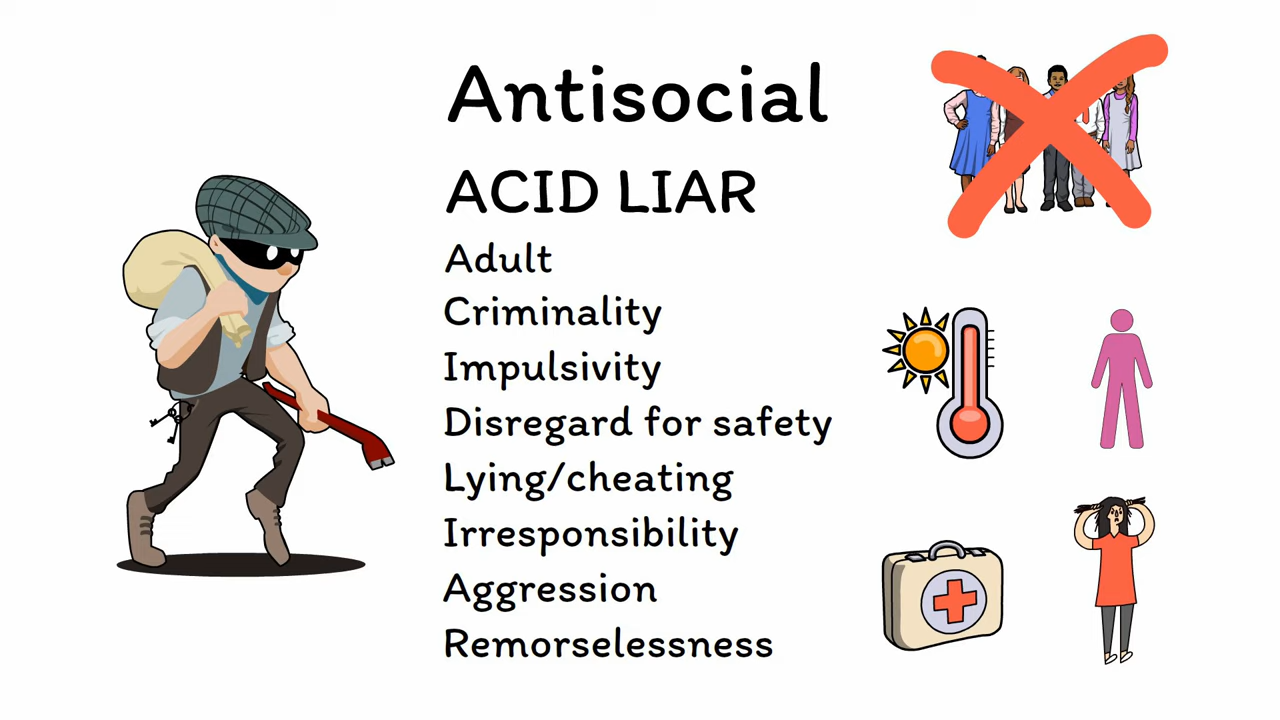 Antisocial
ACID LIAR
Adult
Criminality
Impulsivity
Disregard for safety
Lying/cheating
Irresponsibility
Aggression
Remorselessness